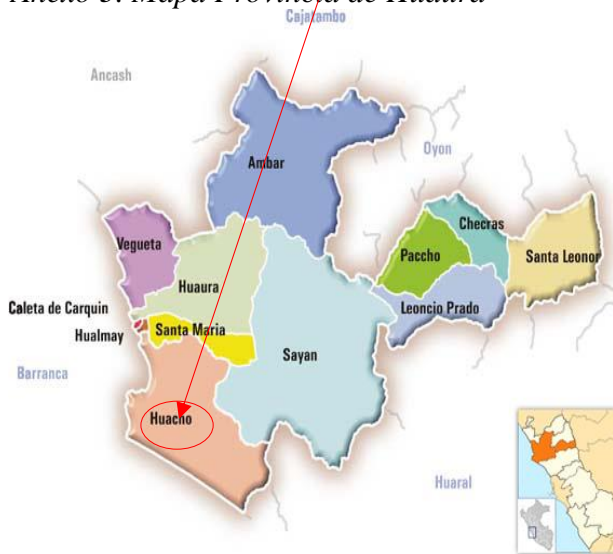 Anexo 3: Mapa Provincia de Huaura
Cajatambo
Ancash
Ambar
Oyon
Checras
Vegueta
Paccho
Santa Leonor
Huaura
Caleta de Carquin
Leoncio Prado
Hualmay
Santa Maria
Sayan
Barranca
Huacho
Huaral